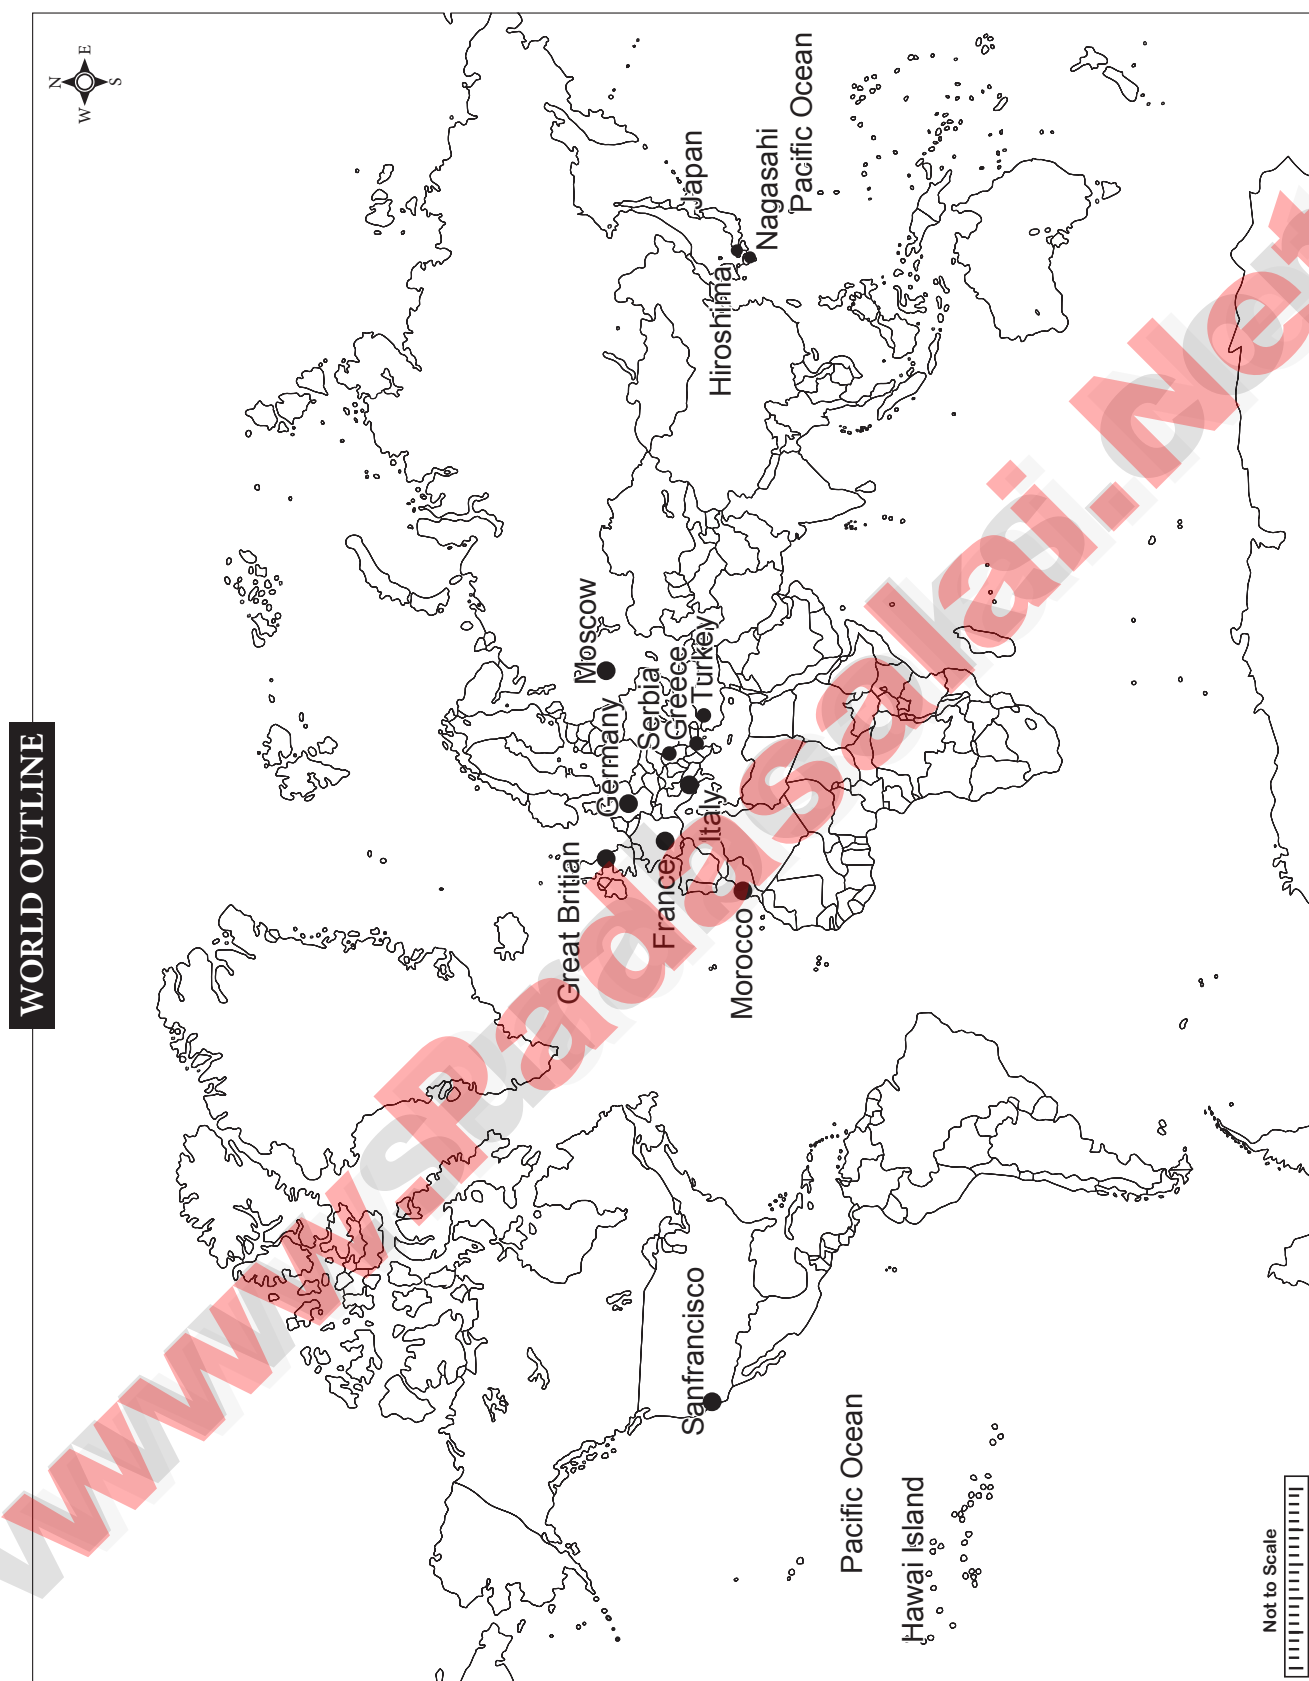 WORLD OUTLINE
N
E
S
W
Moscow
Germany
Great Britian
Serbia
Greece
Turkey
France
Italy
Morocco
Japan
Hiroshima
Nagasahi
Pacific Ocean
Sanfrancisco
Pacific Ocean
Hawai Island
Not to Scale
www.Padasalai.Net